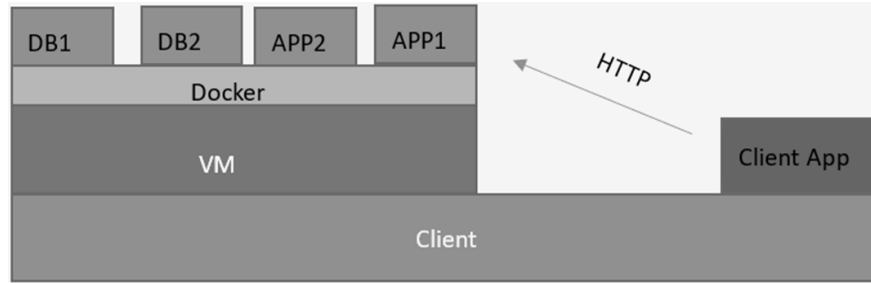 DB1
DB2
APP2
APP1
HTTP
Docker
Client App
VM
Client